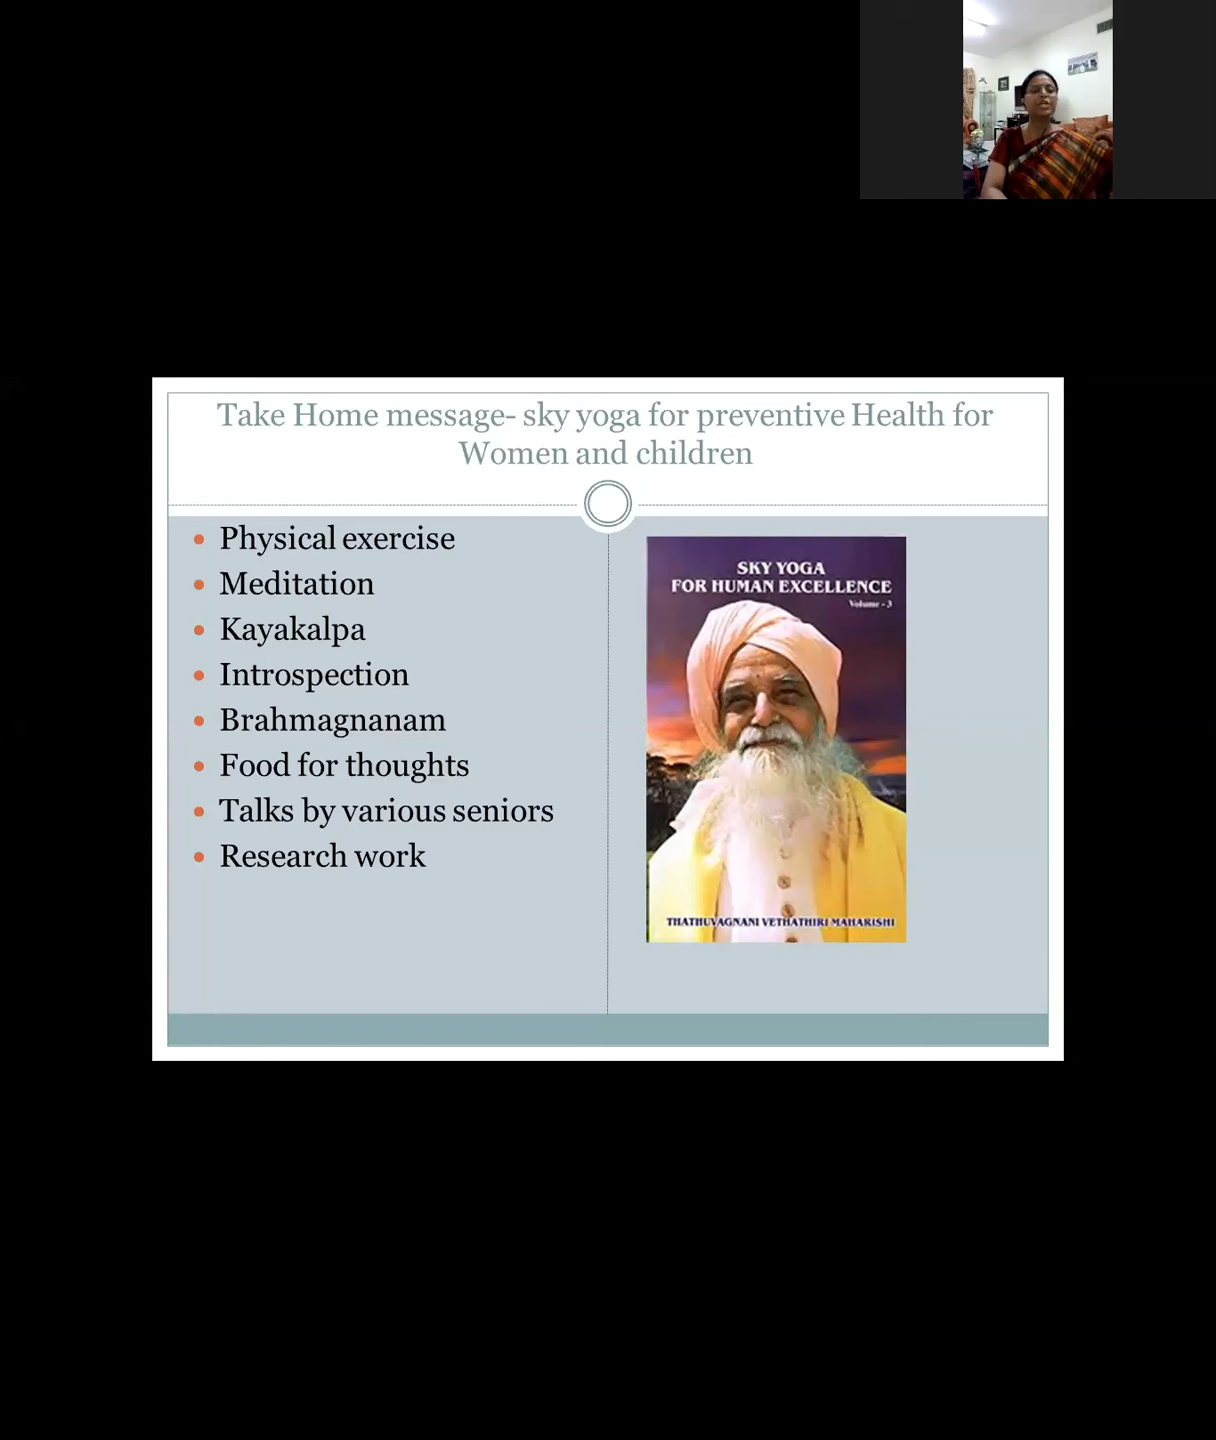 Take Home message- sky yoga for preventive Health for
Women and children
Physical exercise
Meditation
Kayakalpa
Introspection
Brahmagnanam
Food for thoughts
Talks by various seniors
Research work
SKY YOGA
FOR HUMAN EXCELLENCE
Volume - 3
THATHUVAGNANI VETHATHIRI MAHARISHI